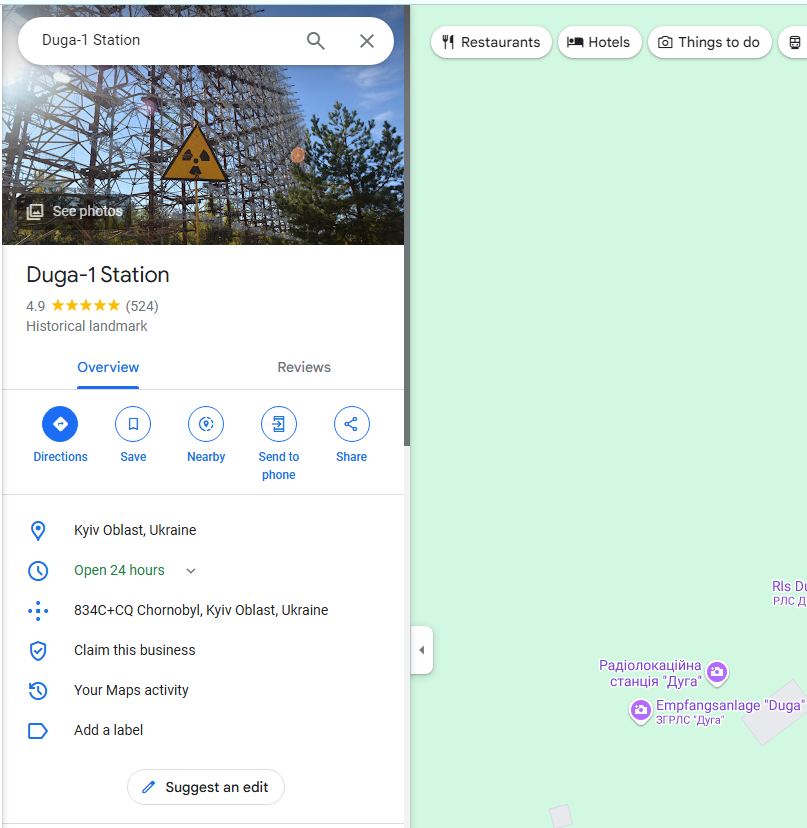 Duga-1 Station
Restaurants
Hotels
Things to do
See photos
Duga-1 Station
4.9 (524)
Historical landmark
Overview
Reviews
Directions
Save
Nearby
Send to
phone
Share
Kyiv Oblast, Ukraine
Open 24 hours
834C+CQ Chornobyl, Kyiv Oblast, Ukraine
Claim this business
Your Maps activity
Add a label
Suggest an edit
Rls Du
РЛС Д
Радіолокаційна
станція "Дуга"
Empfangsanlage "Duga"
ЗГРЛС "Дуга"